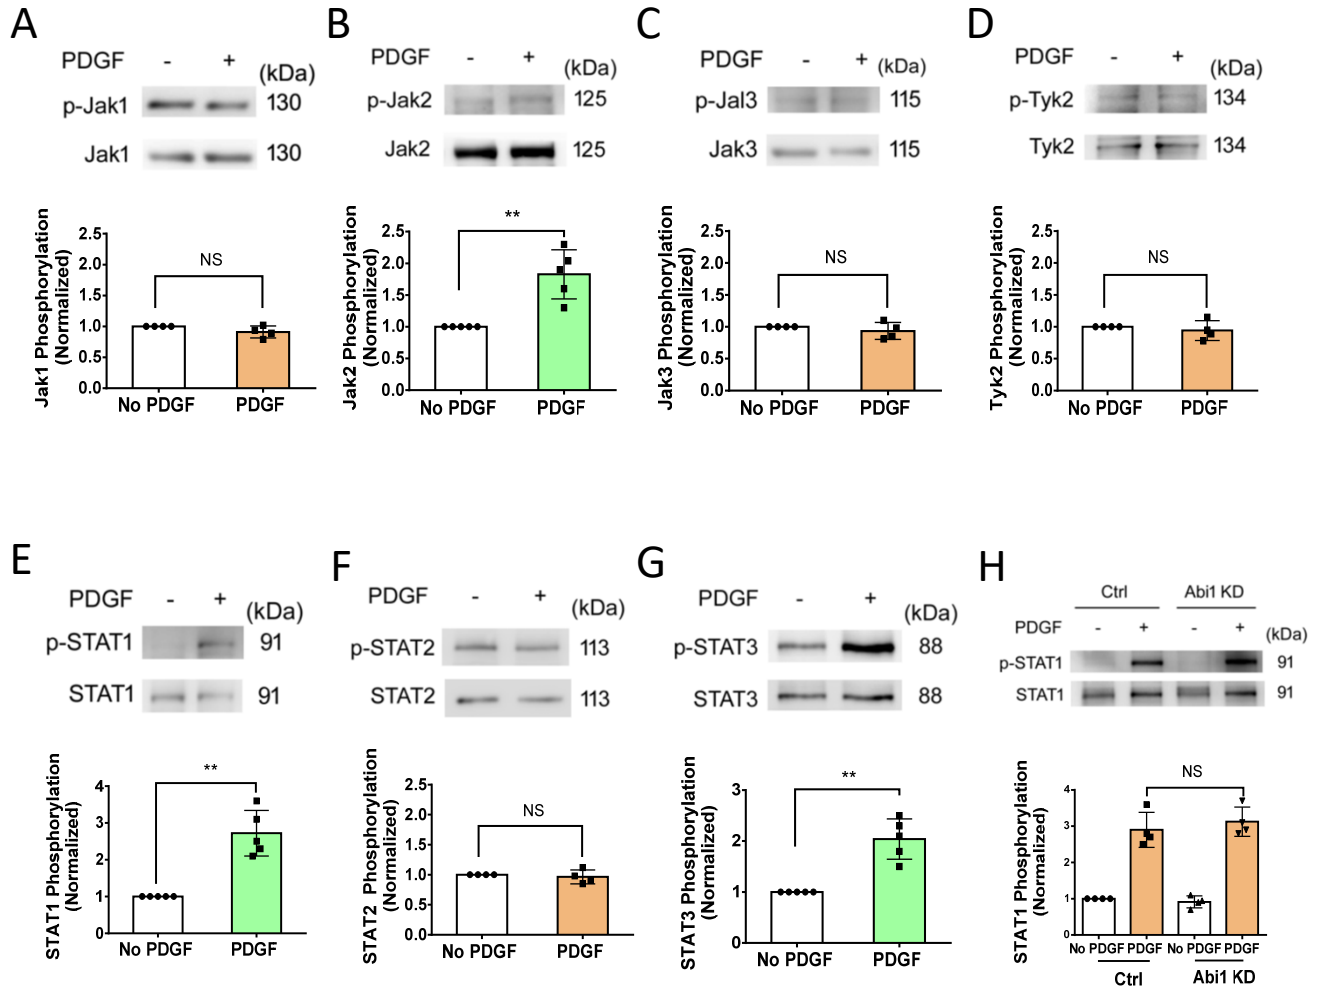 A
PDGF - +
(kDa)
p-Jak1 130
Jak1 130
Jak1 Phosphorylation
(Normalized)
2.5
2.0
1.5
1.0
0.5
0.0
NS
No PDGF PDGF
B
PDGF - +
(kDa)
p-Jak2 125
Jak2 125
Jak2 Phosphorylation
(Normalized)
2.5
2.0
1.5
1.0
0.5
0.0
**
No PDGF PDGF
C
PDGF - + (kDa)
p-Jal3 115
Jak3 115
Jak3 Phosphorylation
(Normalized)
2.5
2.0
1.5
1.0
0.5
0.0
NS
No PDGF PDGF
D
PDGF - +
(kDa)
p-Tyk2 134
Tyk2 134
Tyk2 Phosphorylation
(Normalized)
2.5
2.0
1.5
1.0
0.5
0.0
NS
No PDGF PDGF
E
PDGF - +
(kDa)
p-STAT1 91
STAT1 91
STAT1 Phosphorylation
(Normalized)
4
3
2
1
0
**
No PDGF PDGF
F
PDGF - +
(kDa)
p-STAT2 113
STAT2 113
STAT2 Phosphorylation
(Normalized)
2.5
2.0
1.5
1.0
0.5
0.0
NS
No PDGF PDGF
G
PDGF - +
(kDa)
p-STAT3 88
STAT3 88
STAT3 Phosphorylation
(Normalized)
3
2
1
0
**
No PDGF PDGF
H
Ctrl Abi1 KD
PDGF - + - +
(kDa)
p-STAT1 91
STAT1 91
STAT1 Phosphorylation
(Normalized)
4
3
2
1
0
NS
No PDGF PDGF No PDGF PDGF
Ctrl Abi1 KD